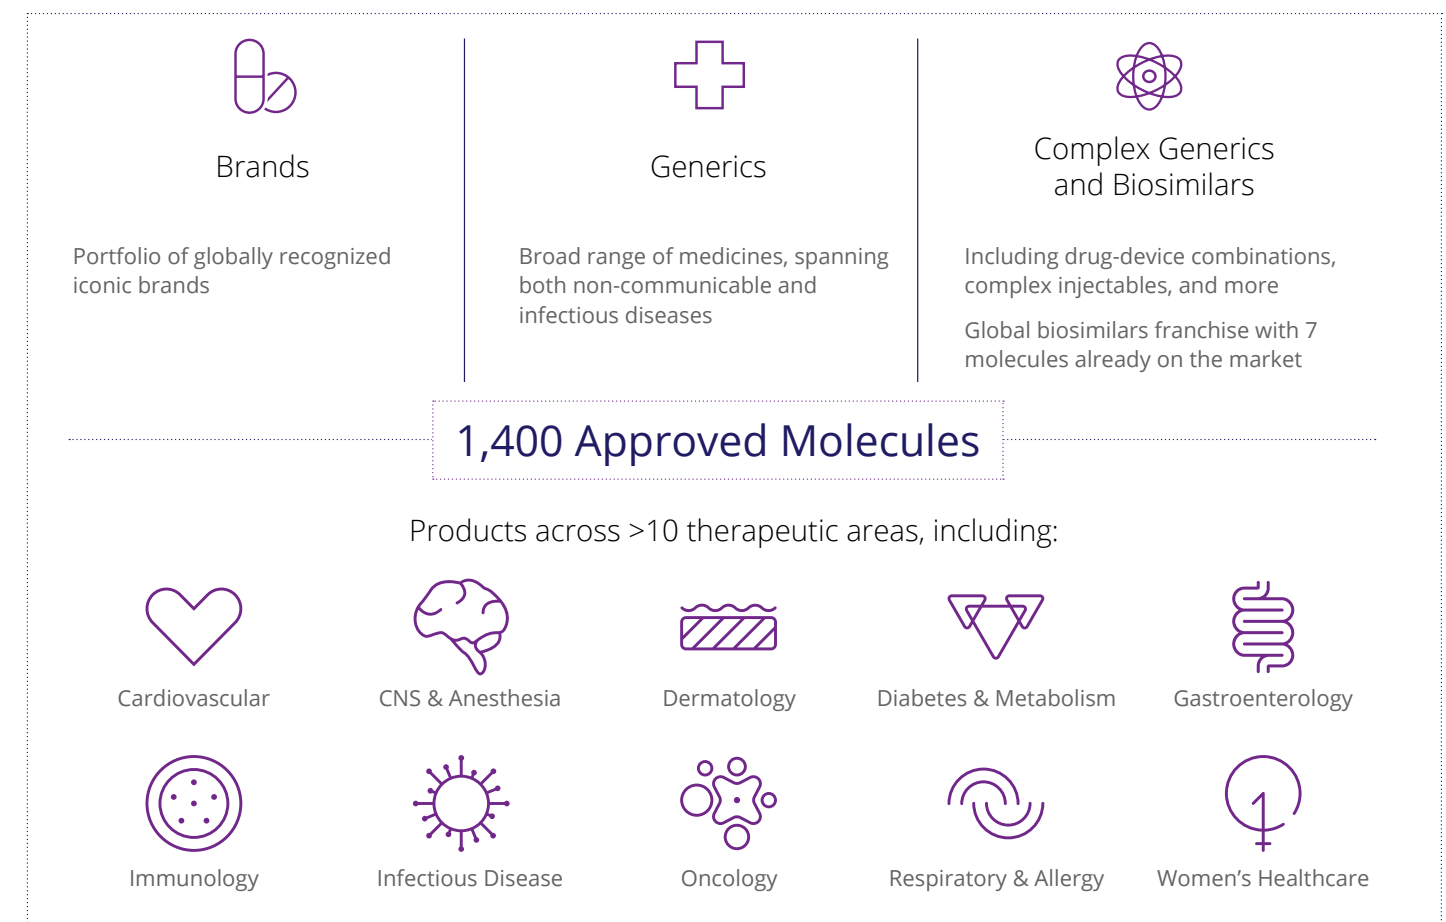 Brands
Portfolio of globally recognized
iconic brands
Generics
Broad range of medicines, spanning
both non-communicable and
infectious diseases
Complex Generics
and Biosimilars
Including drug-device combinations,
complex injectables, and more
Global biosimilars franchise with 7
molecules already on the market
1,400 Approved Molecules
Products across >10 therapeutic areas, including:
Cardiovascular
CNS & Anesthesia
Dermatology
Diabetes & Metabolism
Gastroenterology
Immunology
Infectious Disease
Oncology
Respiratory & Allergy
Women’s Healthcare